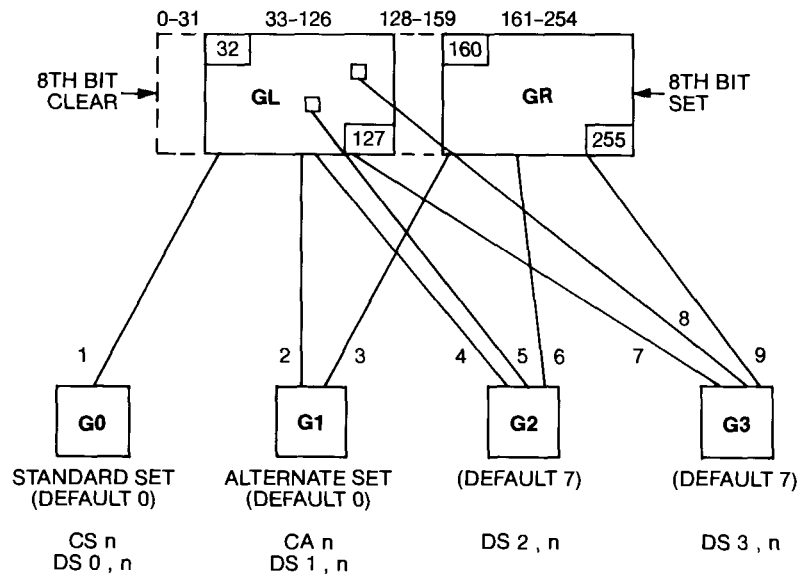 0–31 33–126 128–159 161–254
32
160
8TH BIT
CLEAR
GL
GR
8TH BIT
SET
127
255
1 2 3 4 5 6 7 8 9
G0 G1 G2 G3
STANDARD SET
(DEFAULT 0)
ALTERNATE SET
(DEFAULT 0)
(DEFAULT 7)
(DEFAULT 7)
CS n
DS 0 , n
CA n
DS 1 , n
DS 2 , n
DS 3 , n